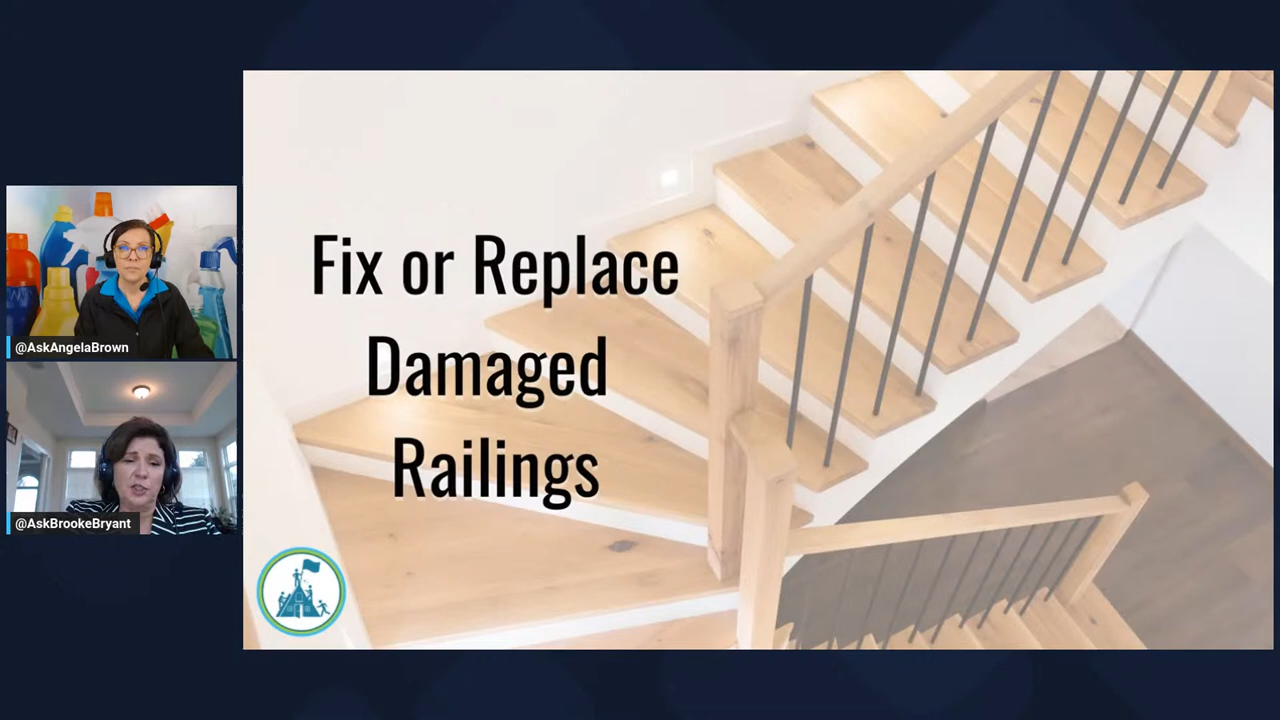 Fix or Replace
Damaged
Railings
@AskAngelaBrown
@AskBrookeBryant